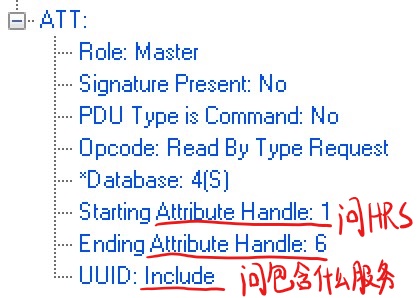 ATT:
Role: Master
Signature Present: No
PDU Type is Command: No
Opcode: Read By Type Request
*Database: 4(S)
Starting Attribute Handle: 1 问HRS
Ending Attribute Handle: 6
UUID: Include 问包含什么服务